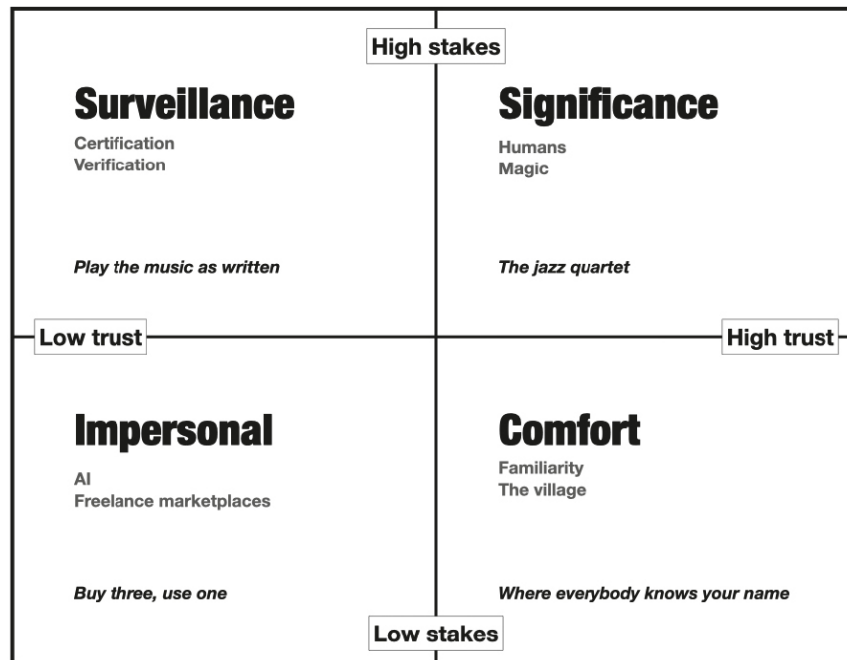 High stakes
Surveillance
Certification
Verification
Play the music as written
Significance
Humans
Magic
The jazz quartet
Low trust
High trust
Impersonal
AI
Freelance marketplaces
Buy three, use one
Comfort
Familiarity
The village
Where everybody knows your name
Low stakes